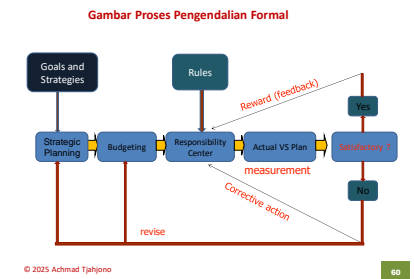 Gambar Proses Pengendalian Formal
Goals and
Strategies
Rules
Reward (feedback)
Yes
Strategic
Planning
Budgeting
Responsibility
Center
Actual VS Plan
Satisfactory ?
measurement
No
Corrective action
revise
© 2025 Achmad Tjahjono
60